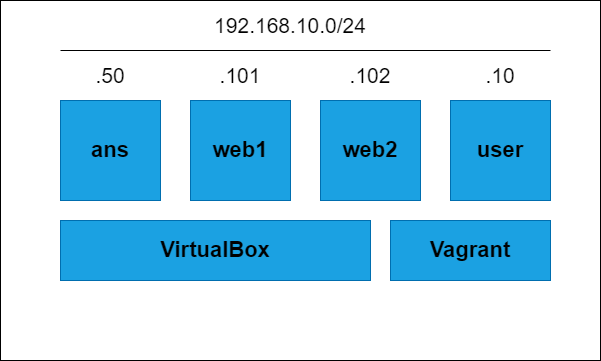 192.168.10.0/24
.50 .101 .102 .10
ans web1 web2 user
VirtualBox Vagrant